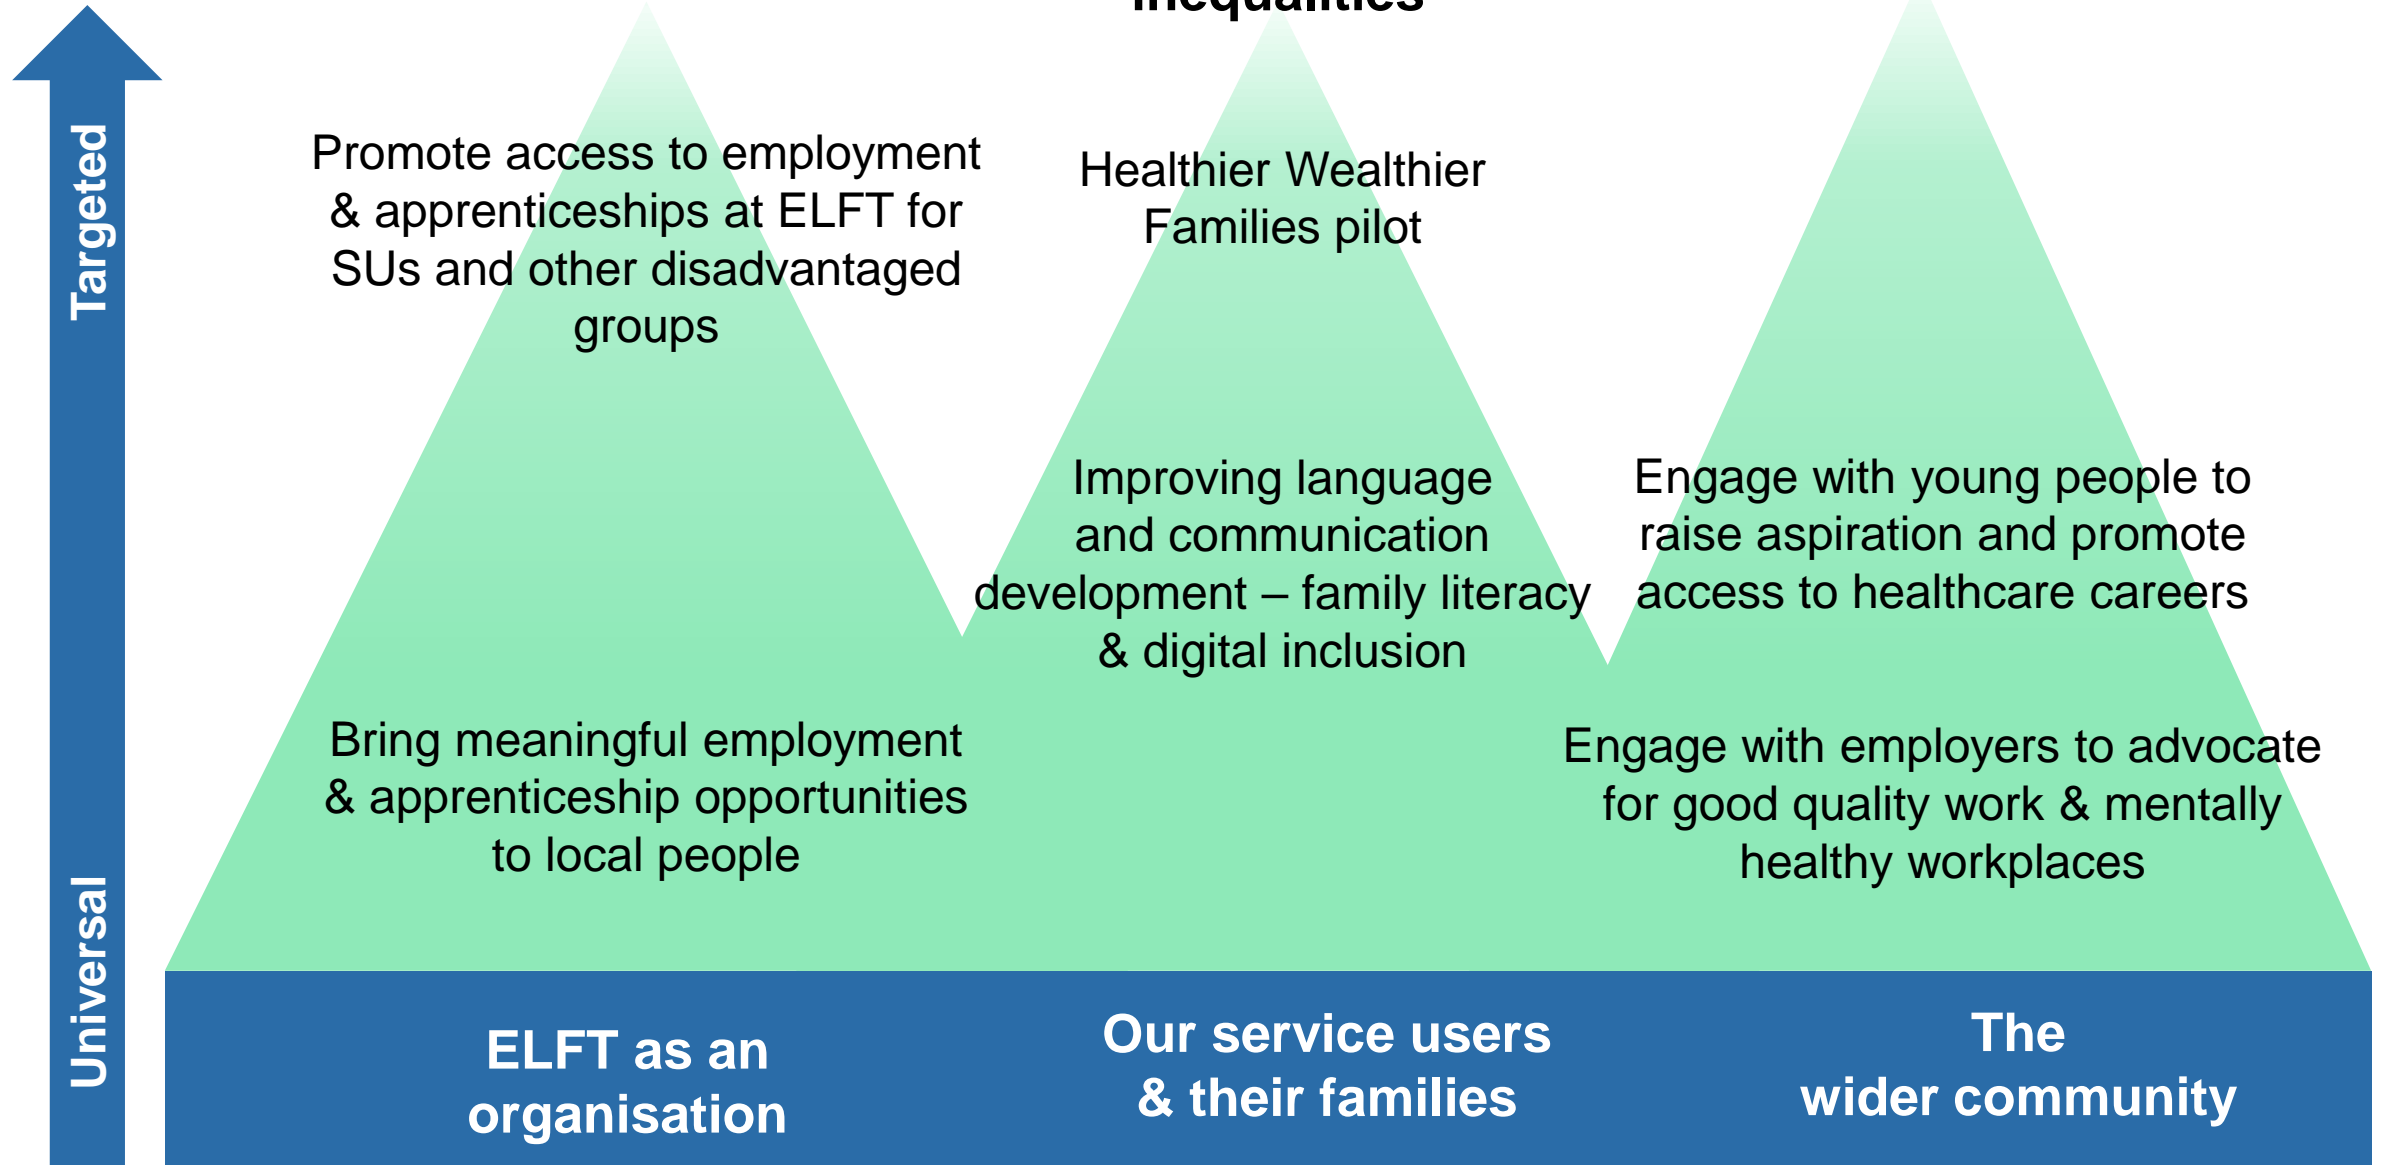 inequalities
Targeted
Universal
Promote access to employment
& apprenticeships at ELFT for
SUs and other disadvantaged
groups
Bring meaningful employment
& apprenticeship opportunities
to local people
Healthier Wealthier
Families pilot
Improving language
and communication
development – family literacy
& digital inclusion
Engage with young people to
raise aspiration and promote
access to healthcare careers
Engage with employers to advocate
for good quality work & mentally
healthy workplaces
ELFT as an
organisation
Our service users
& their families
The
wider community